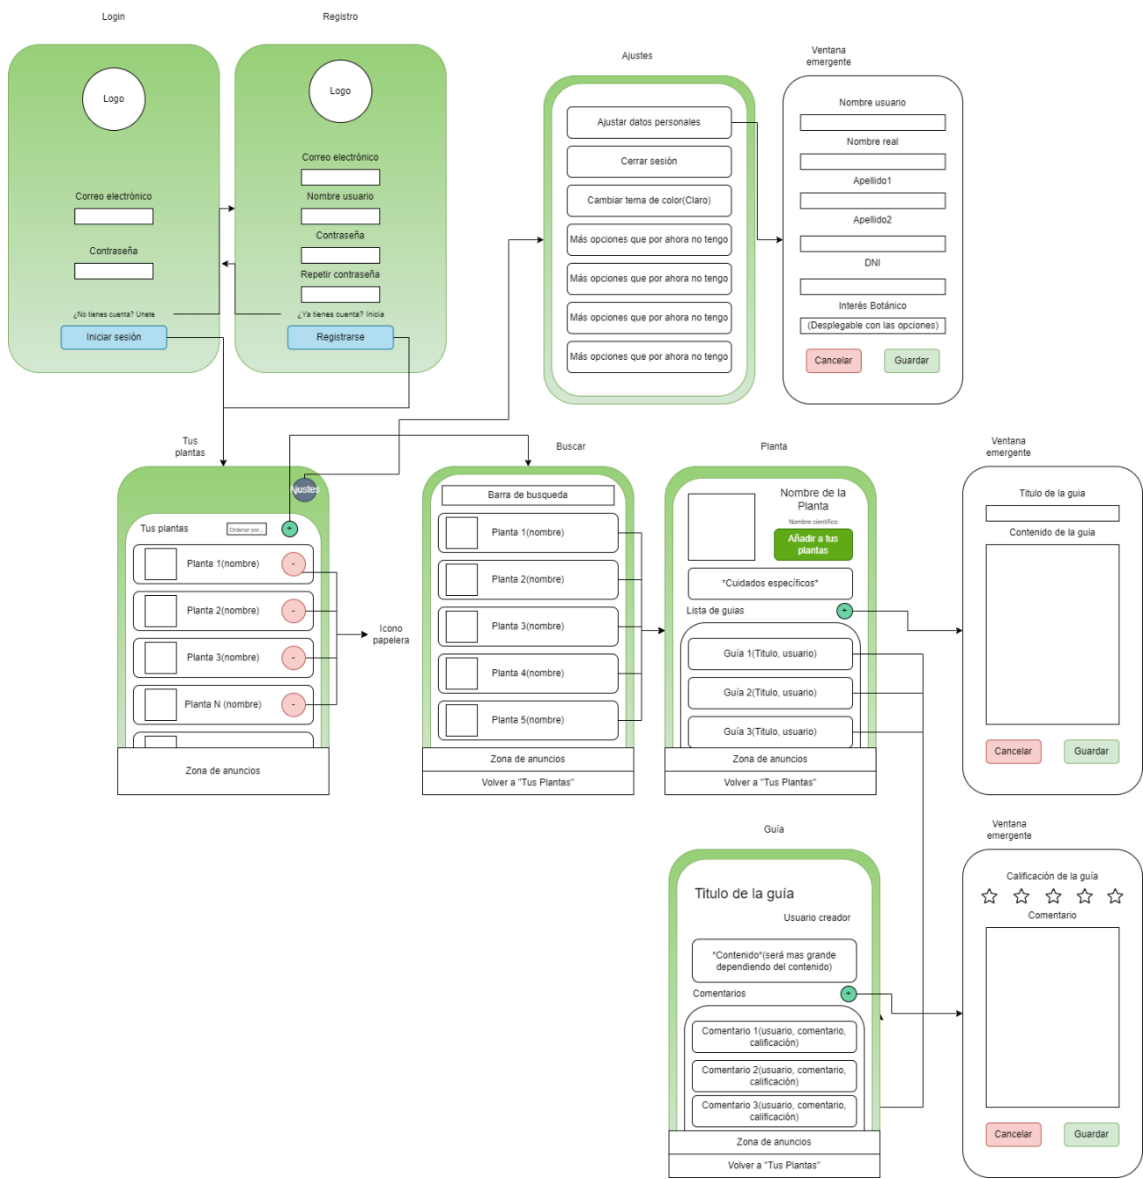 Login
Logo
Correo electrónico
Contraseña
¿No tienes cuenta? Unete
Iniciar sesión
Registro
Logo
Correo electrónico
Nombre usuario
Contraseña
Repetir contraseña
¿Ya tienes cuenta? Inicia
Registrarse
Ajustes
Ajustar datos personales
Cerrar sesión
Cambiar tema de color(Claro)
Más opciones que por ahora no tengo
Más opciones que por ahora no tengo
Más opciones que por ahora no tengo
Más opciones que por ahora no tengo
Ventana
emergente
Nombre usuario
Nombre real
Apellido1
Apellido2
DNI
Interés Botánico
(Desplegable con las opciones)
Cancelar
Guardar
Tus
plantas
Ajustes
Tus plantas
Ordenar por...
+
Planta 1(nombre)
-
Planta 2(nombre)
-
Planta 3(nombre)
-
Planta N (nombre)
-
Zona de anuncios
Icono
papelera
Buscar
Barra de busqueda
Planta 1(nombre)
Planta 2(nombre)
Planta 3(nombre)
Planta 4(nombre)
Planta 5(nombre)
Zona de anuncios
Volver a "Tus Plantas"
Planta
Nombre de la
Planta
Nombre científico
Añadir a tus
plantas
*Cuidados específicos*
Lista de guias
+
Guía 1(Titulo, usuario)
Guía 2(Titulo, usuario)
Guía 3(Titulo, usuario)
Zona de anuncios
Volver a "Tus Plantas"
Ventana
emergente
Titulo de la guia
Contenido de la guia
Cancelar
Guardar
Guía
Titulo de la guía
Usuario creador
*Contenido*(será mas grande
dependiendo del contenido)
Comentarios
+
Comentario 1(usuario, comentario,
calificación)
Comentario 2(usuario, comentario,
calificación)
Comentario 3(usuario, comentario,
calificación)
Zona de anuncios
Volver a "Tus Plantas"
Ventana
emergente
Calificación de la guía
Comentario
Cancelar
Guardar